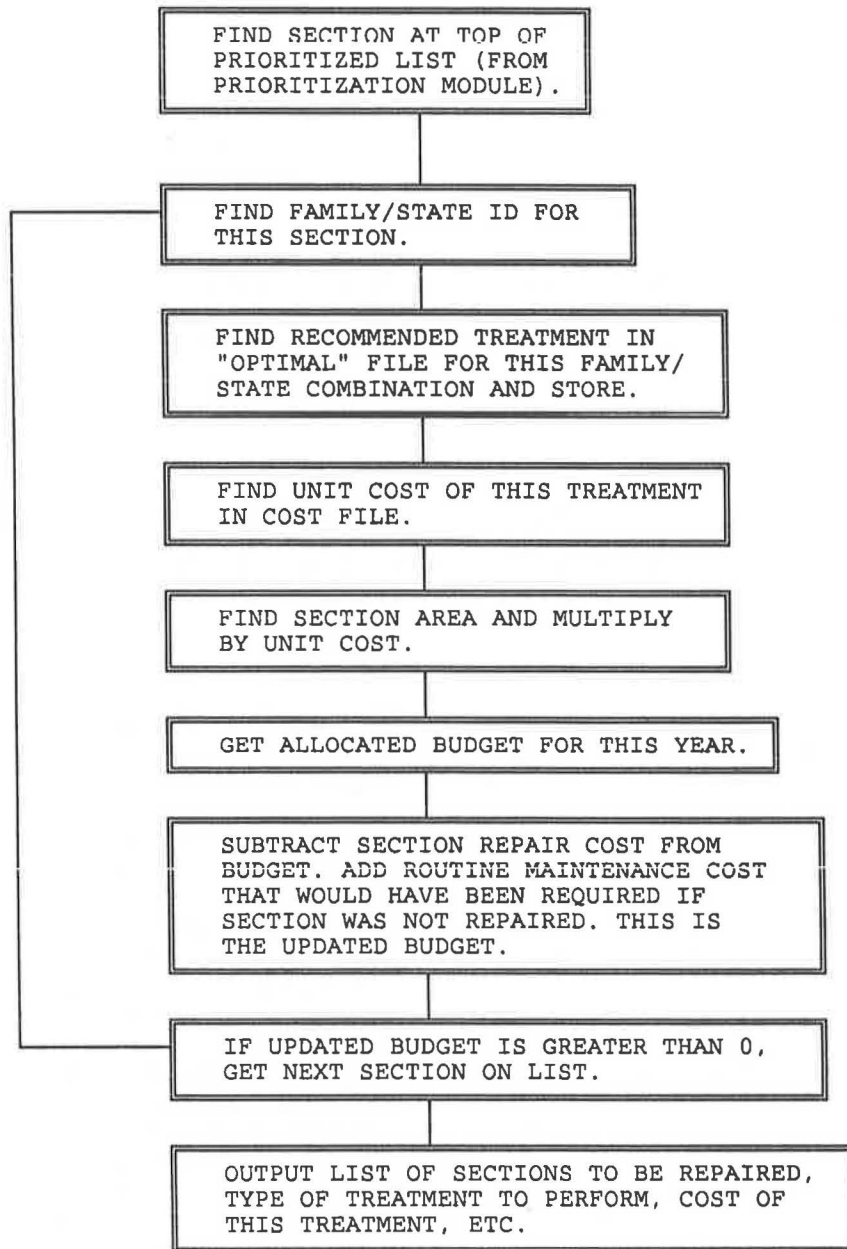 FIND SECTION AT TOP OF
PRIORITIZED LIST (FROM
PRIORITIZATION MODULE).
FIND FAMILY/STATE ID FOR
THIS SECTION.
FIND RECOMMENDED TREATMENT IN
"OPTIMAL" FILE FOR THIS FAMILY/
STATE COMBINATION AND STORE.
FIND UNIT COST OF THIS TREATMENT
IN COST FILE.
FIND SECTION AREA AND MULTIPLY
BY UNIT COST.
GET ALLOCATED BUDGET FOR THIS YEAR.
SUBTRACT SECTION REPAIR COST FROM
BUDGET. ADD ROUTINE MAINTENANCE COST
THAT WOULD HAVE BEEN REQUIRED IF
SECTION WAS NOT REPAIRED. THIS IS
THE UPDATED BUDGET.
IF UPDATED BUDGET IS GREATER THAN 0,
GET NEXT SECTION ON LIST.
OUTPUT LIST OF SECTIONS TO BE REPAIRED,
TYPE OF TREATMENT TO PERFORM, COST OF
THIS TREATMENT, ETC.